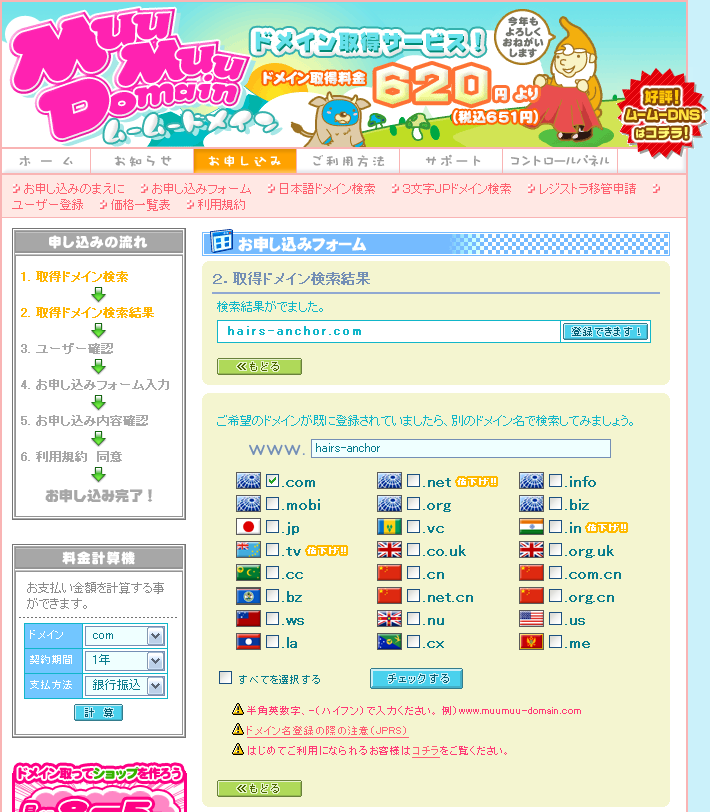 Muu Muu Domain
ムームードメイン
ドメイン取得サービス!
今年も
よろしく
おねがい
します
ドメイン取得料金 620円より
(税込651円)
好評!
ムームーDNS
はコチラ!
ホーム お知らせ お申し込み ご利用方法 サポート コントロールパネル
お申し込みのまえに お申し込みフォーム 日本語ドメイン検索 3文字JPドメイン検索 レジストラ移管申請
ユーザー登録 価格一覧表 利用規約
申し込みの流れ
1. 取得ドメイン検索
2. 取得ドメイン検索結果
3. ユーザー確認
4. お申し込みフォーム入力
5. お申し込み内容確認
6. 利用規約 同意
お申し込み完了!
料金計算機
お支払い金額を計算する事
ができます。
ドメイン com
契約期間 1年
支払方法 銀行振込
計 算
ドメイン取ってショップを作ろう
お申し込みフォーム
2. 取得ドメイン検索結果
検索結果がでました。
hairs-anchor.com 登録できます!
≪もどる
ご希望のドメインが既に登録されていましたら、別のドメイン名で検索してみましょう。
www. hairs-anchor
.com .net 値下げ!! .info
.mobi .org .biz
.jp .vc .in 値下げ!!
.tv 値下げ!! .co.uk .org.uk
.cc .cn .com.cn
.bz .net.cn .org.cn
.ws .nu .us
.la .cx .me
すべてを選択する チェックする
半角英数字、-(ハイフン)で入力ください。例)www.muumuu-domain.com
ドメイン名登録の際の注意(JPRS)
はじめてご利用になられるお客様はコチラをご覧ください。
≪もどる